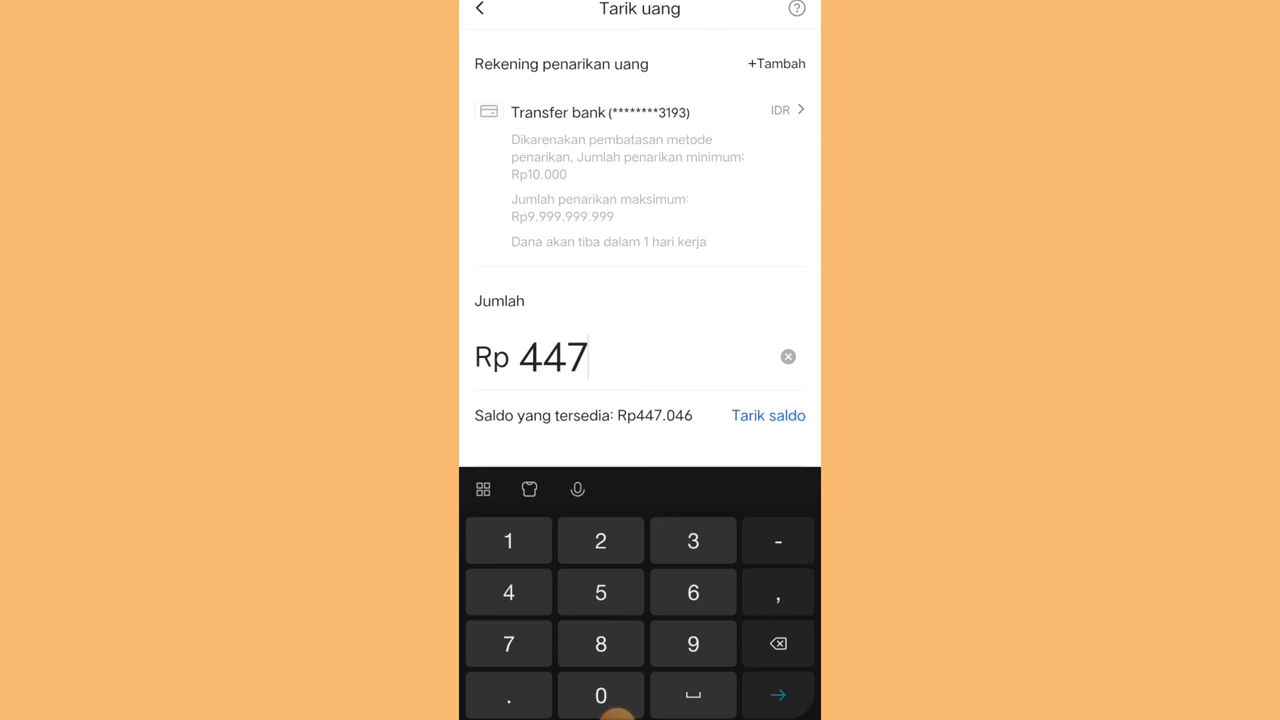 Tarik uang
Rekening penarikan uang +Tambah
Transfer bank (********3193) IDR
Dikarenakan pembatasan metode
penarikan, Jumlah penarikan minimum:
Rp10.000
Jumlah penarikan maksimum:
Rp9.999.999.999
Dana akan tiba dalam 1 hari kerja
Jumlah
Rp 447
Saldo yang tersedia: Rp447.046 Tarik saldo
1 2 3 -
4 5 6 ,
7 8 9
. 0